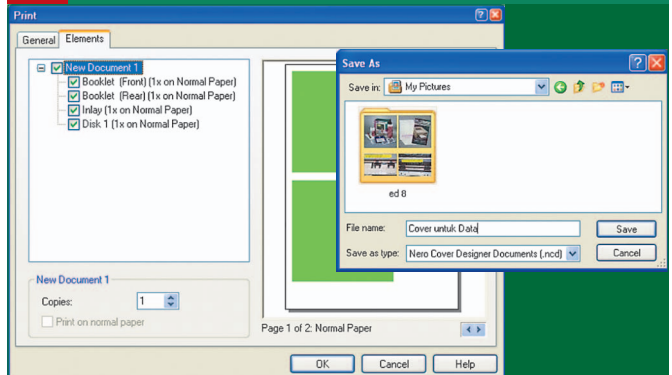 Print
General Elements
New Document 1
Booklet (Front) (1x on Normal Paper)
Booklet (Rear) (1x on Normal Paper)
Inlay (1x on Normal Paper)
Disk 1 (1x on Normal Paper)
New Document 1
Copies: 1
Print on normal paper
Page 1 of 2: Normal Paper
OK Cancel Help
Save As
Save in: My Pictures
ed 8
File name: Cover untuk Data Save
Save as type: Nero Cover Designer Documents (.ncd) Cancel